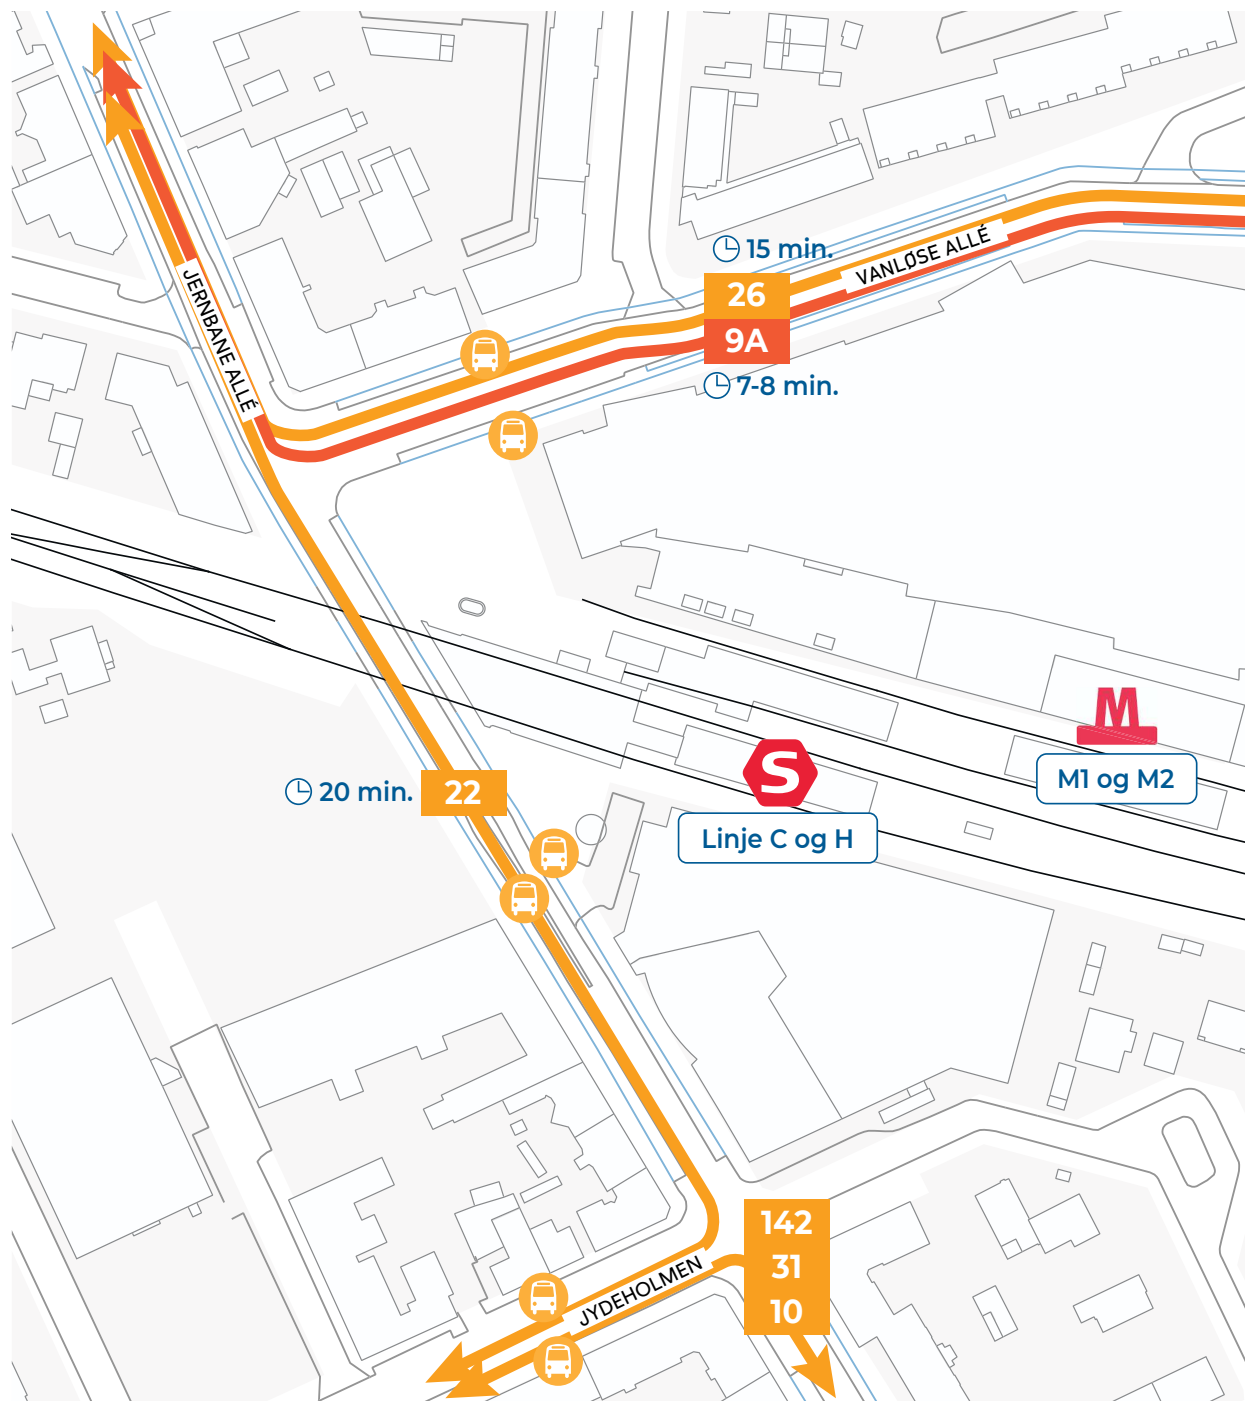 15 min.
26
9A
7-8 min.
VANLØSE ALLÉ
JERNBANE ALLÉ
M
M1 og M2
S
Linje C og H
20 min.
22
142
31
10
JYDEHOLMEN